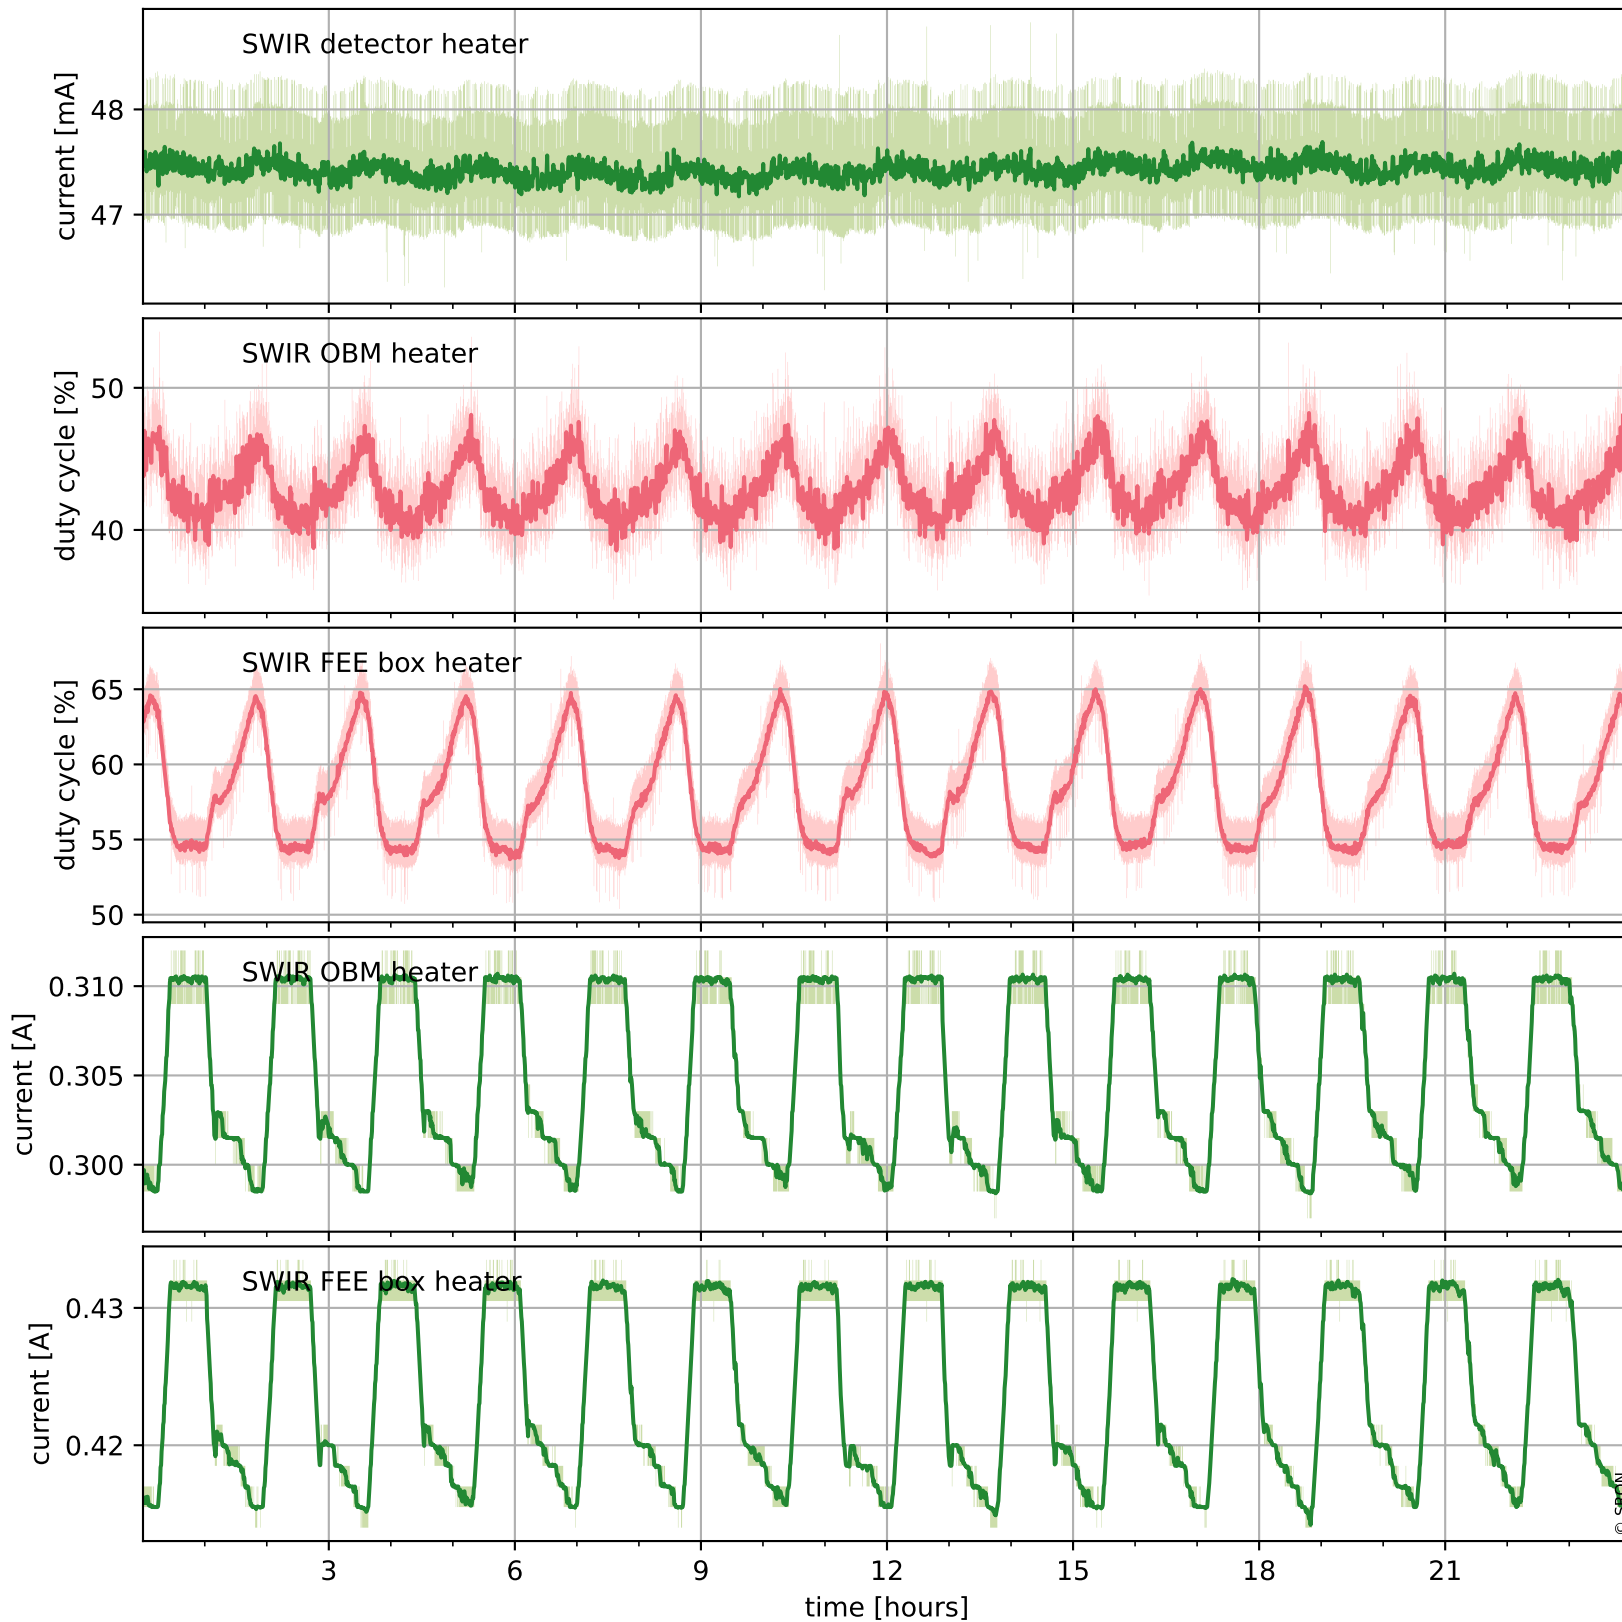 SWIR detector heater
current [mA]
48
47
SWIR OBM heater
duty cycle [%]
50
40
SWIR FEE box heater
duty cycle [%]
65
60
55
50
SWIR OBM heater
current [A]
0.310
0.305
0.300
SWIR FEE box heater
current [A]
0.43
0.42
3 6 9 12 15 18 21
time [hours]
© SRON